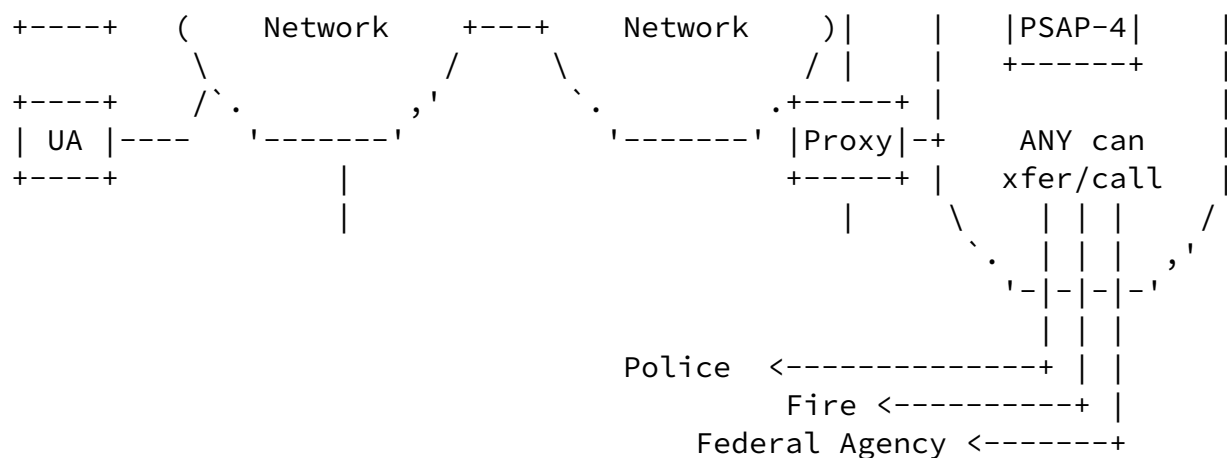 +----+    (    Network    +---+    Network    )|    |   |PSAP-4|    |
          \            /     \            / |    |   +------+    |
+----+    /`.        ,'       `.        .+-----+ |               |
| UA |----   '-------'          '-------' |Proxy|-+    ANY can    |
+----+            |                       +-----+ |   xfer/call   |
                  |                          |     \    | | |    /
                                                    `.  | | |  ,'
                                                      '-|-|-|-'
                                                        | | |
                                  Police  <--------------+ | |
                                          Fire <----------+ |
                                     Federal Agency <-------+